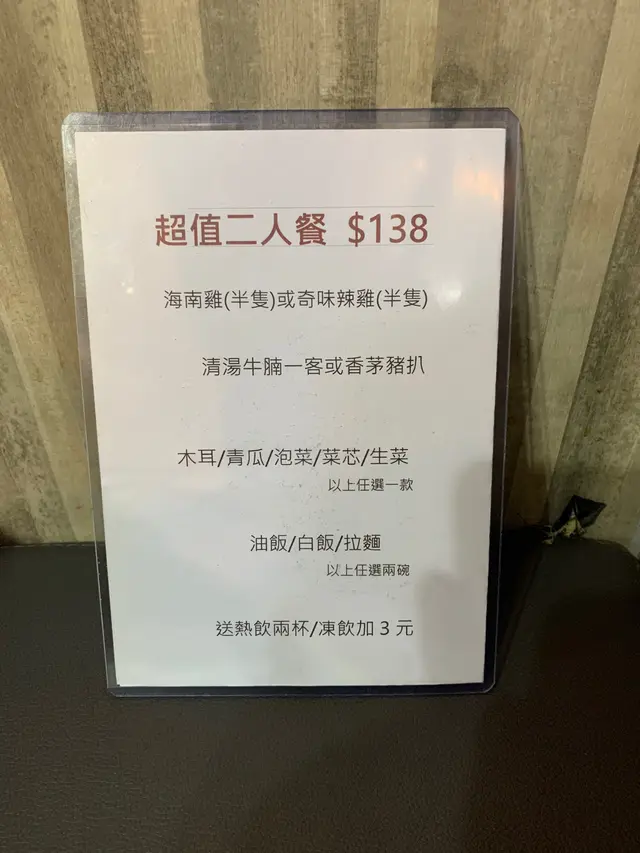 超值二人餐 $138
海南雞(半隻)或奇味辣雞(半隻)
清湯牛腩一客或香茅豬扒
木耳/青瓜/泡菜/菜芯/生菜
以上任選一款
油飯/白飯/拉麵
以上任選兩碗
送熱飲兩杯/凍飲加 3 元